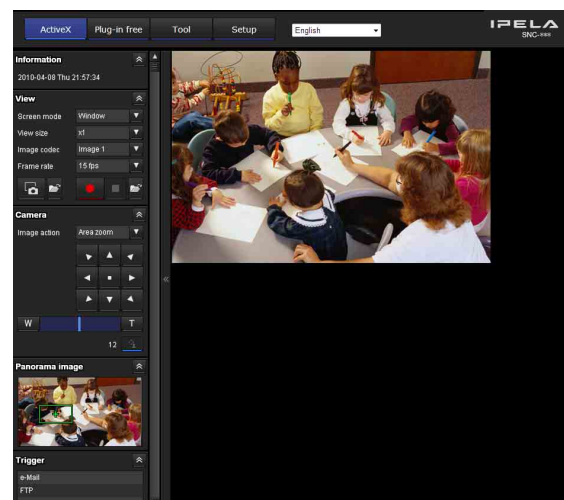 ActiveX Plug-in free Tool Setup English
IPELA
SNC-***
Information
2010-04-08 Thu 21:57:34
View
Screen mode Window
View size x1
Image codec Image 1
Frame rate 15 fps
Camera
Image action Area zoom
W T
12
Panorama image
Trigger
e-Mail
FTP